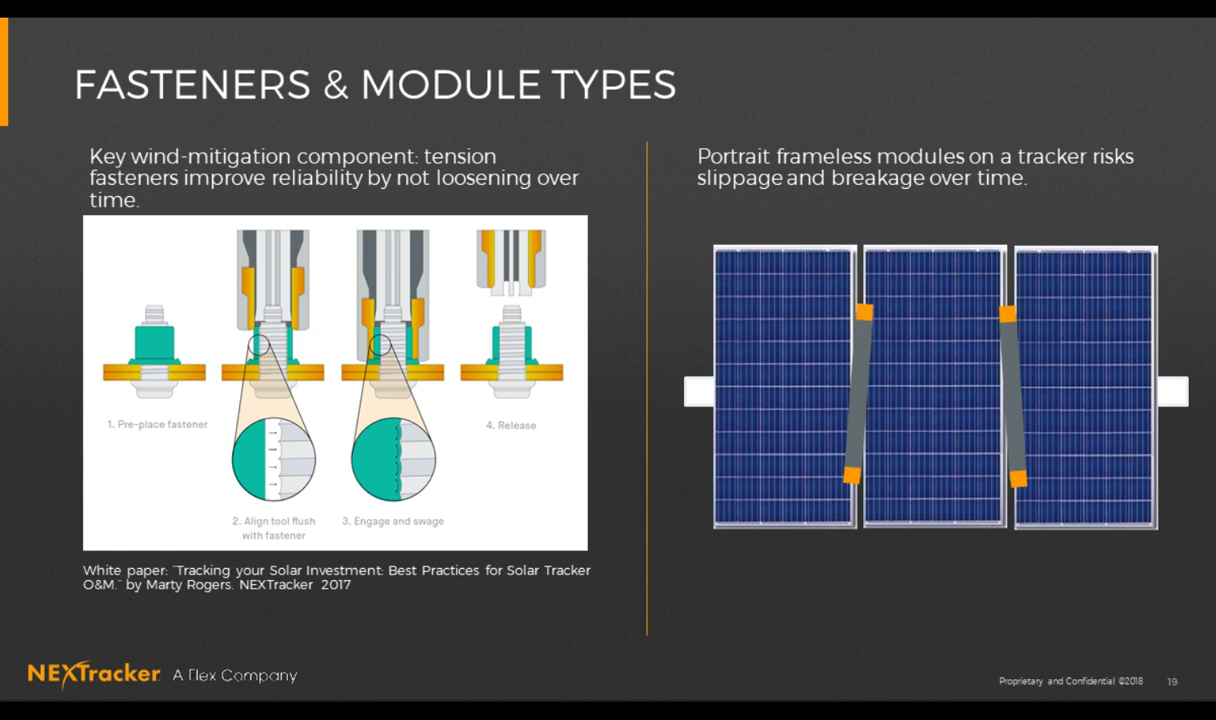 FASTENERS & MODULE TYPES
Key wind-mitigation component: tension
fasteners improve reliability by not loosening over
time.
1. Pre-place fastener
2. Align tool flush
with fastener
3. Engage and swage
4. Release
White paper: "Tracking your Solar Investment: Best Practices for Solar Tracker
O&M." by Marty Rogers. NEXTracker 2017
Portrait frameless modules on a tracker risks
slippage and breakage over time.
NEXTracker A Flex Company
Proprietary and Confidential ©2018 19